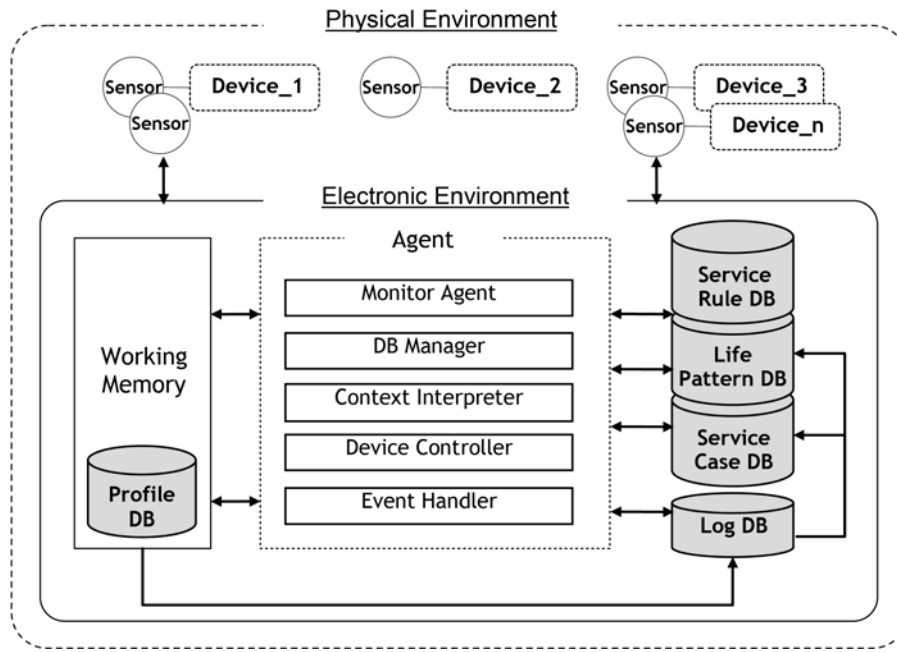 Physical Environment
Sensor
Device_1
Sensor
Sensor
Device_2
Sensor
Device_3
Sensor
Device_n
Electronic Environment
Working
Memory
Profile
DB
Agent
Monitor Agent
DB Manager
Context Interpreter
Device Controller
Event Handler
Service
Rule DB
Life
Pattern DB
Service
Case DB
Log DB